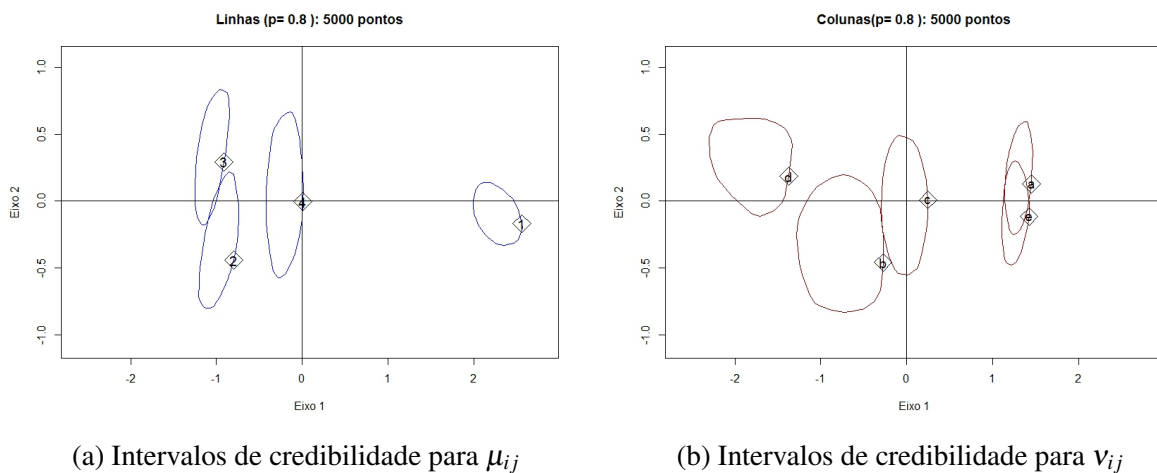 Linhas (p= 0.8 ): 5000 pontos
Eixo 2
1.0
0.5
0.0
-0.5
-1.0
3
4
1
2
-2
-1
0
1
2
Eixo 1
(a) Intervalos de credibilidade para μij
Colunas(p= 0.8 ): 5000 pontos
Eixo 2
1.0
0.5
0.0
-0.5
-1.0
d
a
c
e
b
-2
-1
0
1
2
Eixo 1
(b) Intervalos de credibilidade para νij